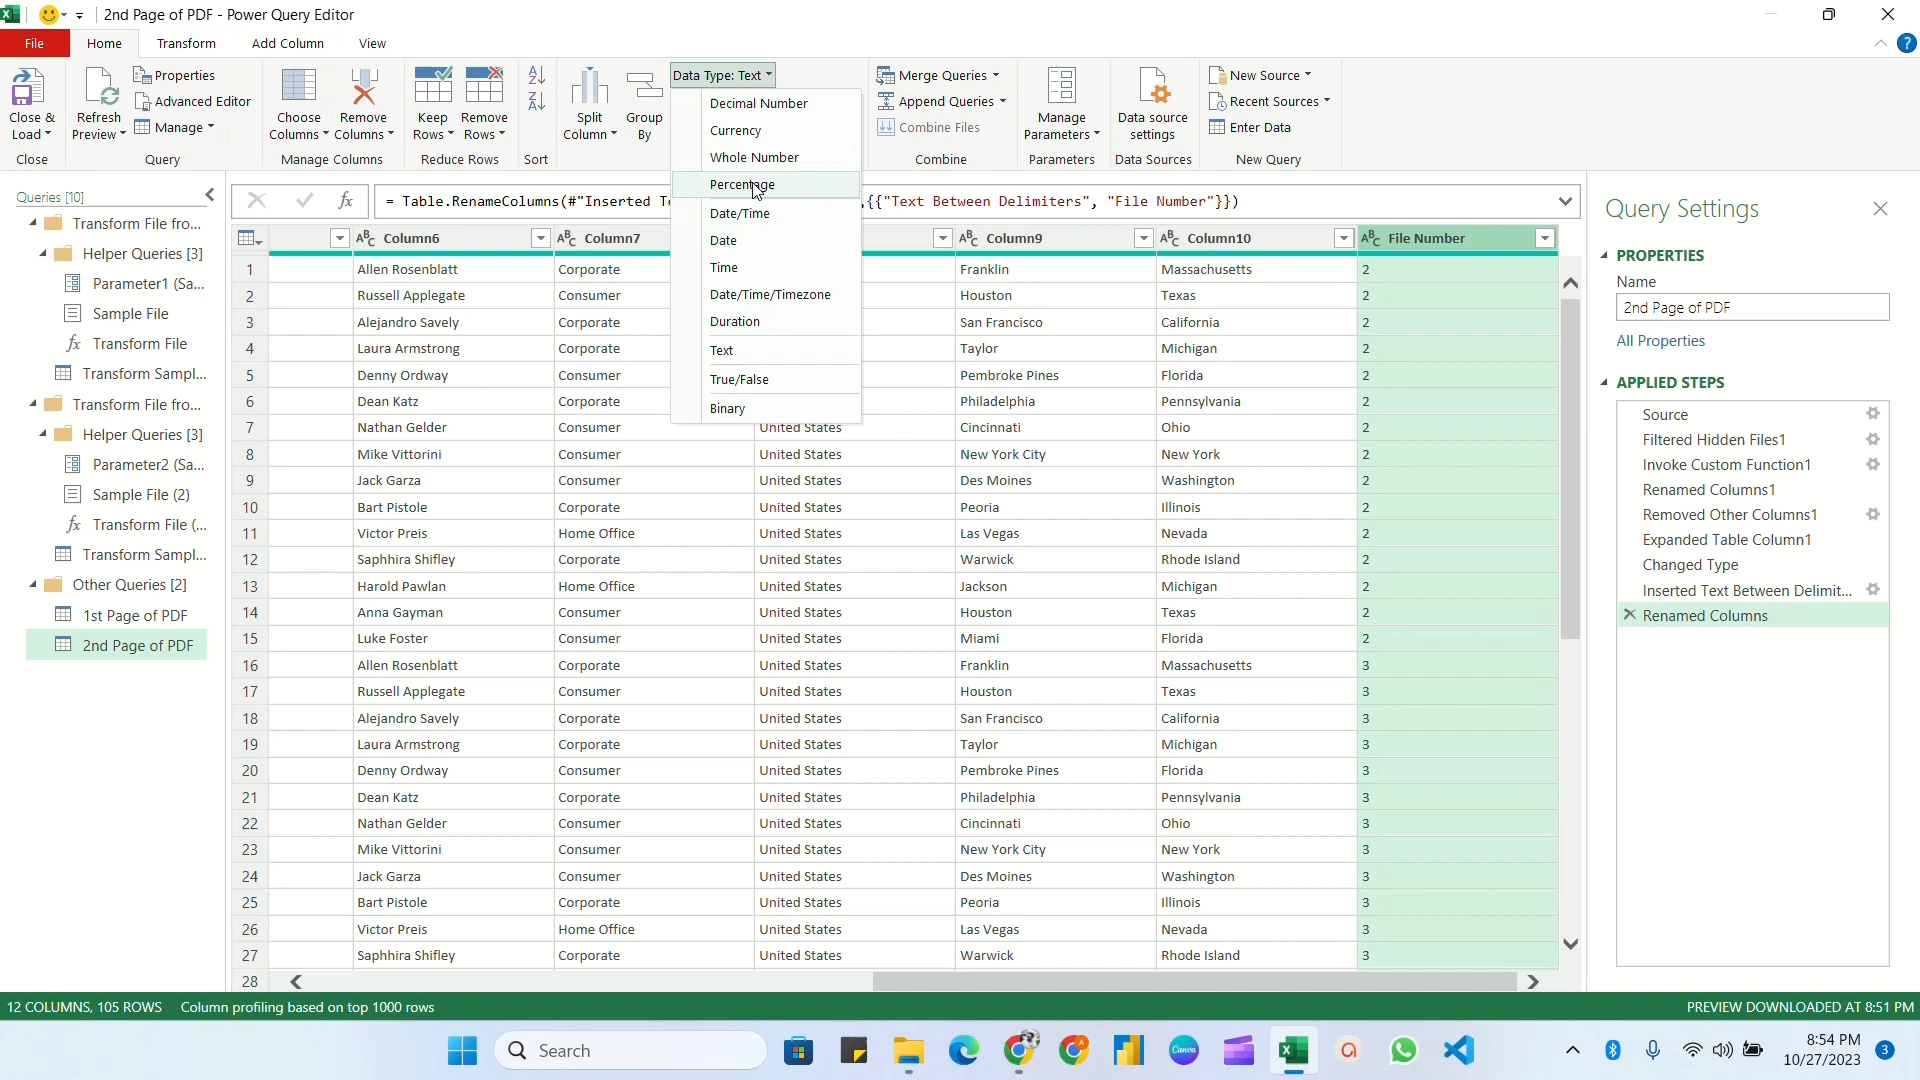 2nd Page of PDF - Power Query Editor
File Home Transform Add Column View
Close & Load
Close
Refresh Preview
Properties
Advanced Editor
Manage
Query
Choose Columns
Remove Columns
Manage Columns
Keep Rows
Remove Rows
Reduce Rows
Sort
Split Column
Group By
Data Type: Text
Decimal Number
Currency
Whole Number
Percentage
Date/Time
Date
Time
Date/Time/Timezone
Duration
Text
True/False
Binary
Merge Queries
Append Queries
Combine Files
Combine
Manage Parameters
Parameters
Data source settings
Data Sources
New Source
Recent Sources
Enter Data
New Query
Queries [10]
Transform File fro...
Helper Queries [3]
Parameter1 (Sa...
Sample File
Transform File
Transform Sampl...
Transform File fro...
Helper Queries [3]
Parameter2 (Sa...
Sample File (2)
Transform File (...
Transform Sampl...
Other Queries [2]
1st Page of PDF
2nd Page of PDF
fx = Table.RenameColumns(#"Inserted Te ,{{"Text Between Delimiters", "File Number"}})
Column6 Column7 Column9 Column10 File Number
1 Allen Rosenblatt Corporate Franklin Massachusetts 2
2 Russell Applegate Consumer Houston Texas 2
3 Alejandro Savely Corporate San Francisco California 2
4 Laura Armstrong Corporate Taylor Michigan 2
5 Denny Ordway Consumer Pembroke Pines Florida 2
6 Dean Katz Corporate Philadelphia Pennsylvania 2
7 Nathan Gelder Consumer United States Cincinnati Ohio 2
8 Mike Vittorini Consumer United States New York City New York 2
9 Jack Garza Consumer United States Des Moines Washington 2
10 Bart Pistole Corporate United States Peoria Illinois 2
11 Victor Preis Home Office United States Las Vegas Nevada 2
12 Saphhira Shifley Corporate United States Warwick Rhode Island 2
13 Harold Pawlan Home Office United States Jackson Michigan 2
14 Anna Gayman Consumer United States Houston Texas 2
15 Luke Foster Consumer United States Miami Florida 2
16 Allen Rosenblatt Corporate United States Franklin Massachusetts 3
17 Russell Applegate Consumer United States Houston Texas 3
18 Alejandro Savely Corporate United States San Francisco California 3
19 Laura Armstrong Corporate United States Taylor Michigan 3
20 Denny Ordway Consumer United States Pembroke Pines Florida 3
21 Dean Katz Corporate United States Philadelphia Pennsylvania 3
22 Nathan Gelder Consumer United States Cincinnati Ohio 3
23 Mike Vittorini Consumer United States New York City New York 3
24 Jack Garza Consumer United States Des Moines Washington 3
25 Bart Pistole Corporate United States Peoria Illinois 3
26 Victor Preis Home Office United States Las Vegas Nevada 3
27 Saphhira Shifley Corporate United States Warwick Rhode Island 3
28
Query Settings
PROPERTIES
Name
2nd Page of PDF
All Properties
APPLIED STEPS
Source
Filtered Hidden Files1
Invoke Custom Function1
Renamed Columns1
Removed Other Columns1
Expanded Table Column1
Changed Type
Inserted Text Between Delimit...
Renamed Columns
12 COLUMNS, 105 ROWS Column profiling based on top 1000 rows PREVIEW DOWNLOADED AT 8:51 PM
Search
8:54 PM
10/27/2023
3